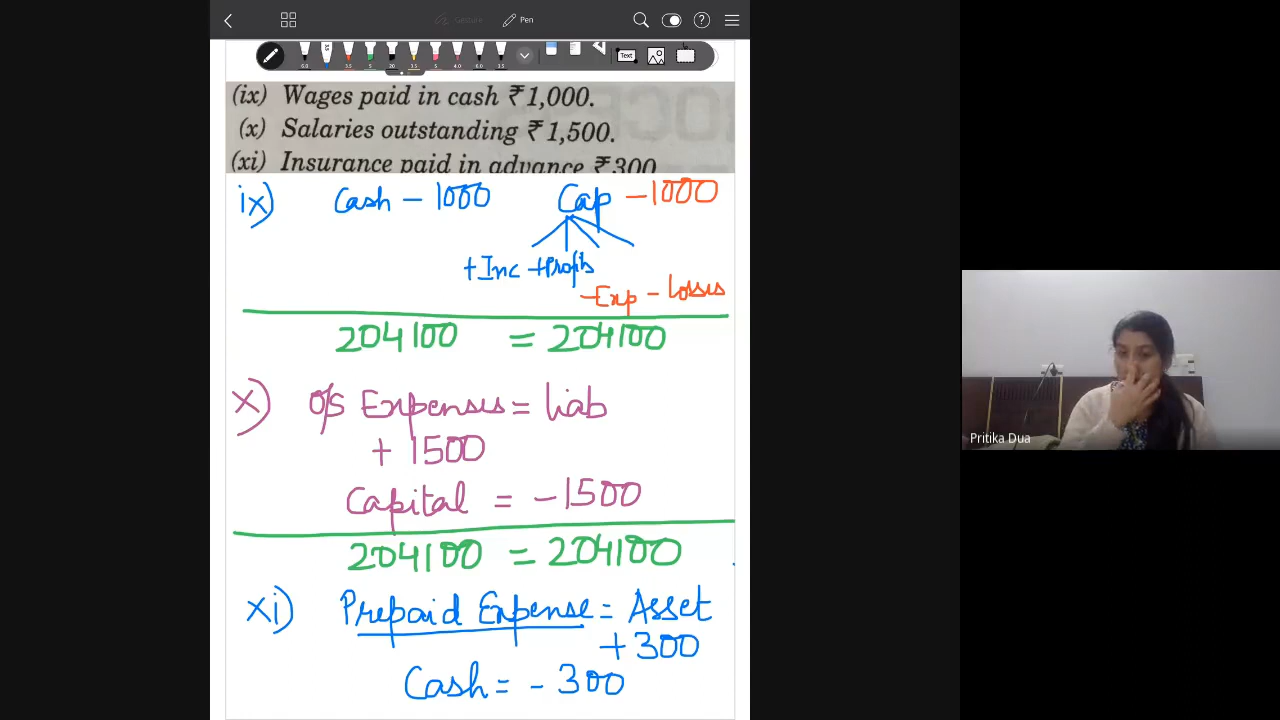 Pen
Text
(ix) Wages paid in cash ₹ 1,000.
(x) Salaries outstanding ₹ 1,500.
(xi) Insurance paid in advance ₹ 300
ix) Cash - 1000 Cap - 1000
+ Inc + Profits
- Exp - Losses
204100 = 204100
x) O/S Expenses = Liab
+ 1500
Capital = - 1500
204100 = 204100
xi) Prepaid Expense = Asset
+ 300
Cash = - 300
Pritika Dua